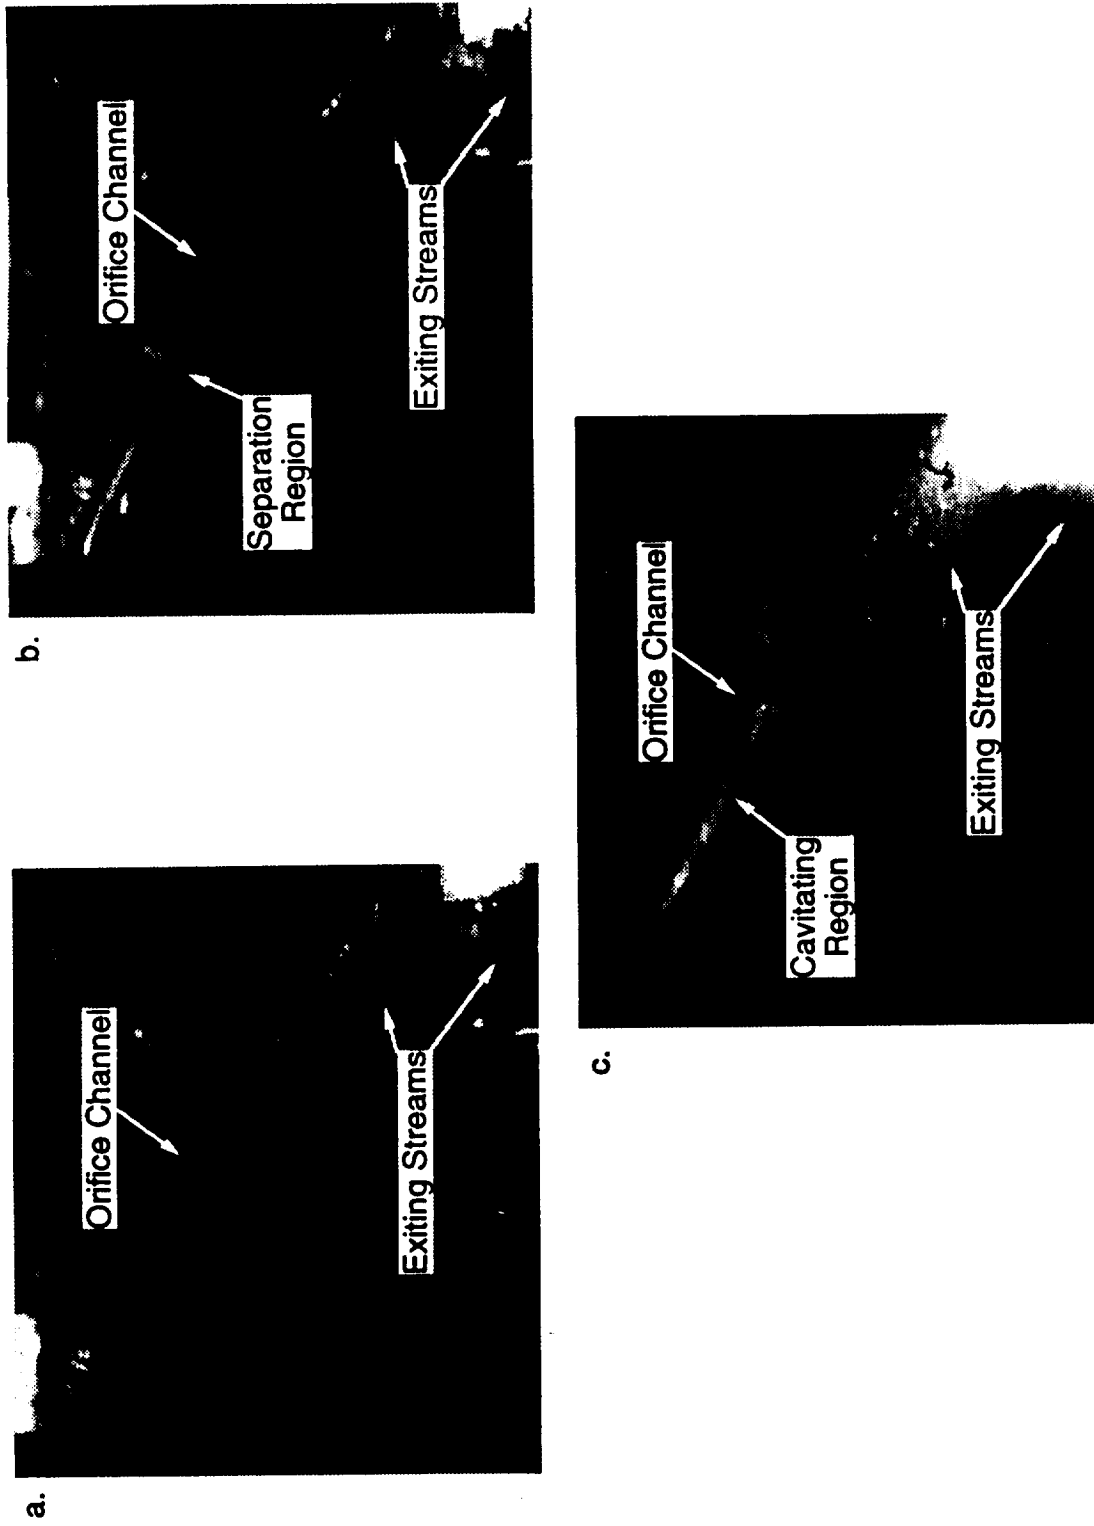 a.
Orifice Channel
Exiting Streams
b.
Orifice Channel
Separation
Region
Exiting Streams
c.
Orifice Channel
Cavitating
Region
Exiting Streams